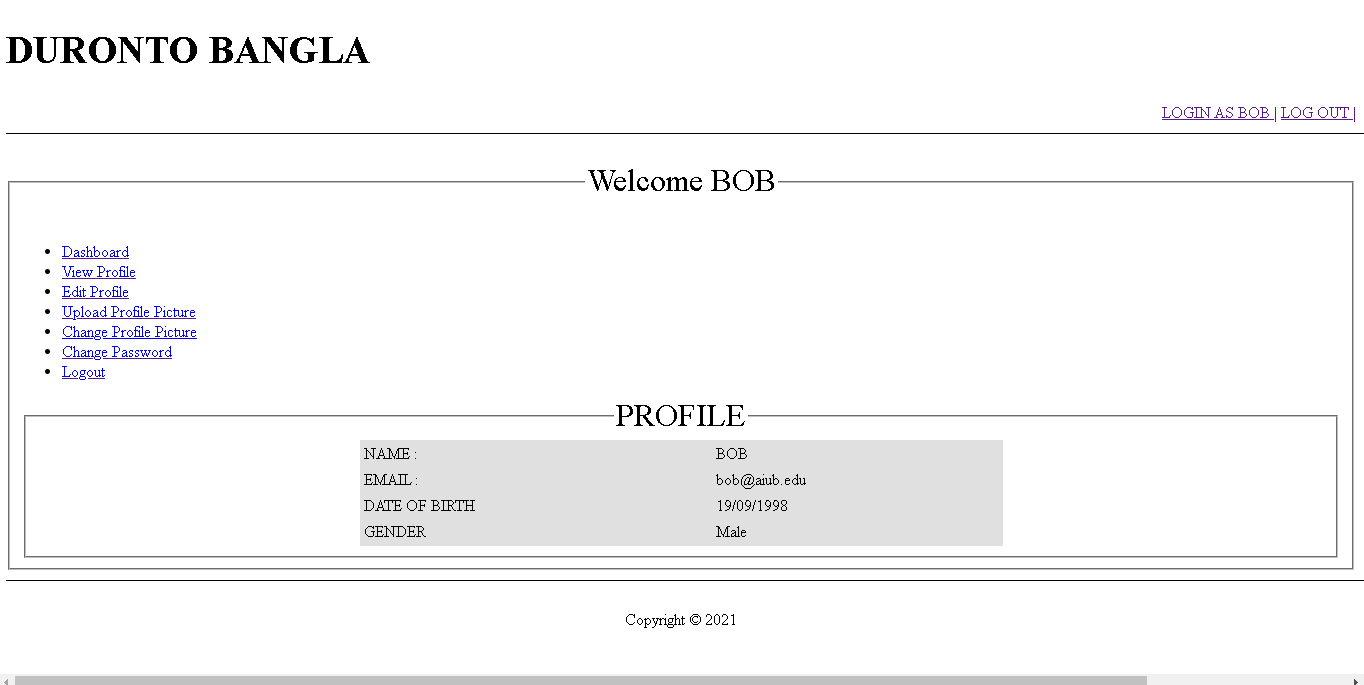 DURONTO BANGLA
LOGIN AS BOB | LOG OUT |
Welcome BOB
Dashboard
View Profile
Edit Profile
Upload Profile Picture
Change Profile Picture
Change Password
Logout
PROFILE
NAME : BOB
EMAIL : bob@aiub.edu
DATE OF BIRTH 19/09/1998
GENDER Male
Copyright © 2021